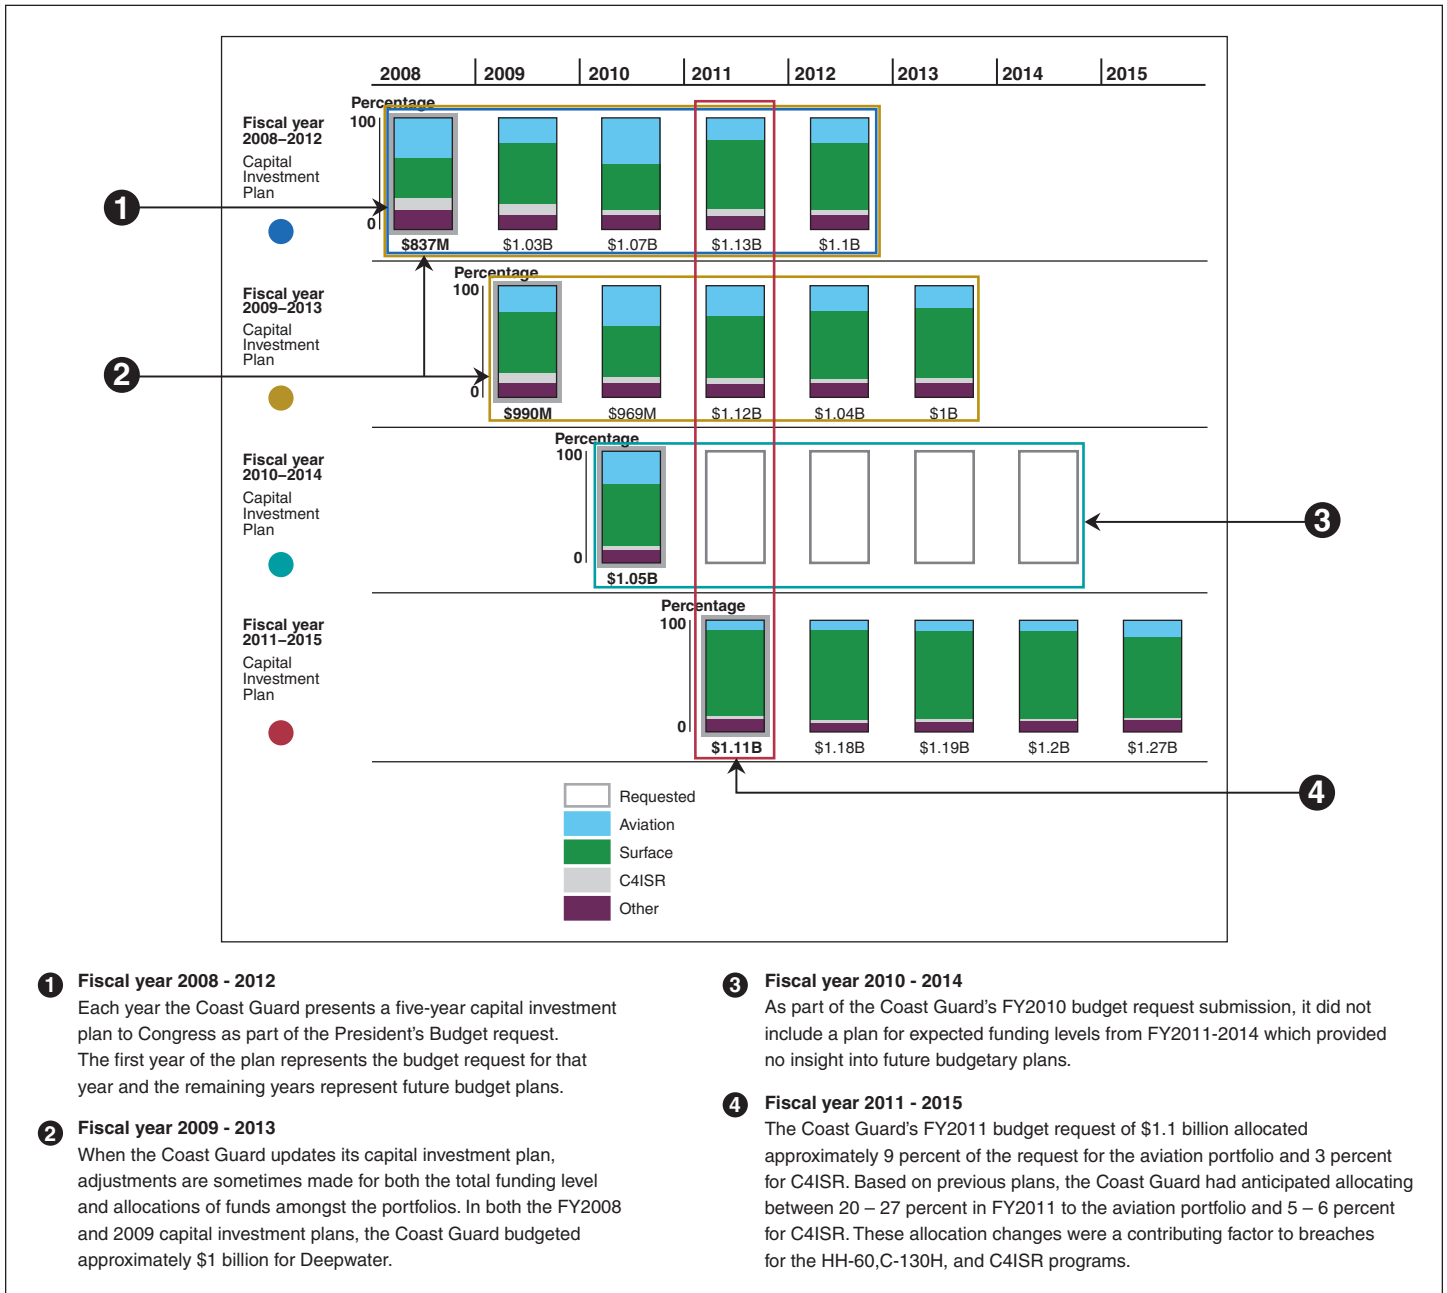 2008 2009 2010 2011 2012 2013 2014 2015
Percentage
100
0
Fiscal year
2008–2012
Capital
Investment
Plan
1
$837M $1.03B $1.07B $1.13B $1.1B
Percentage
100
0
Fiscal year
2009–2013
Capital
Investment
Plan
2
$990M $969M $1.12B $1.04B $1B
Percentage
100
0
Fiscal year
2010–2014
Capital
Investment
Plan
3
$1.05B
Percentage
100
0
Fiscal year
2011–2015
Capital
Investment
Plan
$1.11B $1.18B $1.19B $1.2B $1.27B
4
Requested
Aviation
Surface
C4ISR
Other
1 Fiscal year 2008 - 2012
Each year the Coast Guard presents a five-year capital investment
plan to Congress as part of the President’s Budget request.
The first year of the plan represents the budget request for that
year and the remaining years represent future budget plans.
2 Fiscal year 2009 - 2013
When the Coast Guard updates its capital investment plan,
adjustments are sometimes made for both the total funding level
and allocations of funds amongst the portfolios. In both the FY2008
and 2009 capital investment plans, the Coast Guard budgeted
approximately $1 billion for Deepwater.
3 Fiscal year 2010 - 2014
As part of the Coast Guard’s FY2010 budget request submission, it did not
include a plan for expected funding levels from FY2011-2014 which provided
no insight into future budgetary plans.
4 Fiscal year 2011 - 2015
The Coast Guard’s FY2011 budget request of $1.1 billion allocated
approximately 9 percent of the request for the aviation portfolio and 3 percent
for C4ISR. Based on previous plans, the Coast Guard had anticipated allocating
between 20 – 27 percent in FY2011 to the aviation portfolio and 5 – 6 percent
for C4ISR. These allocation changes were a contributing factor to breaches
for the HH-60,C-130H, and C4ISR programs.